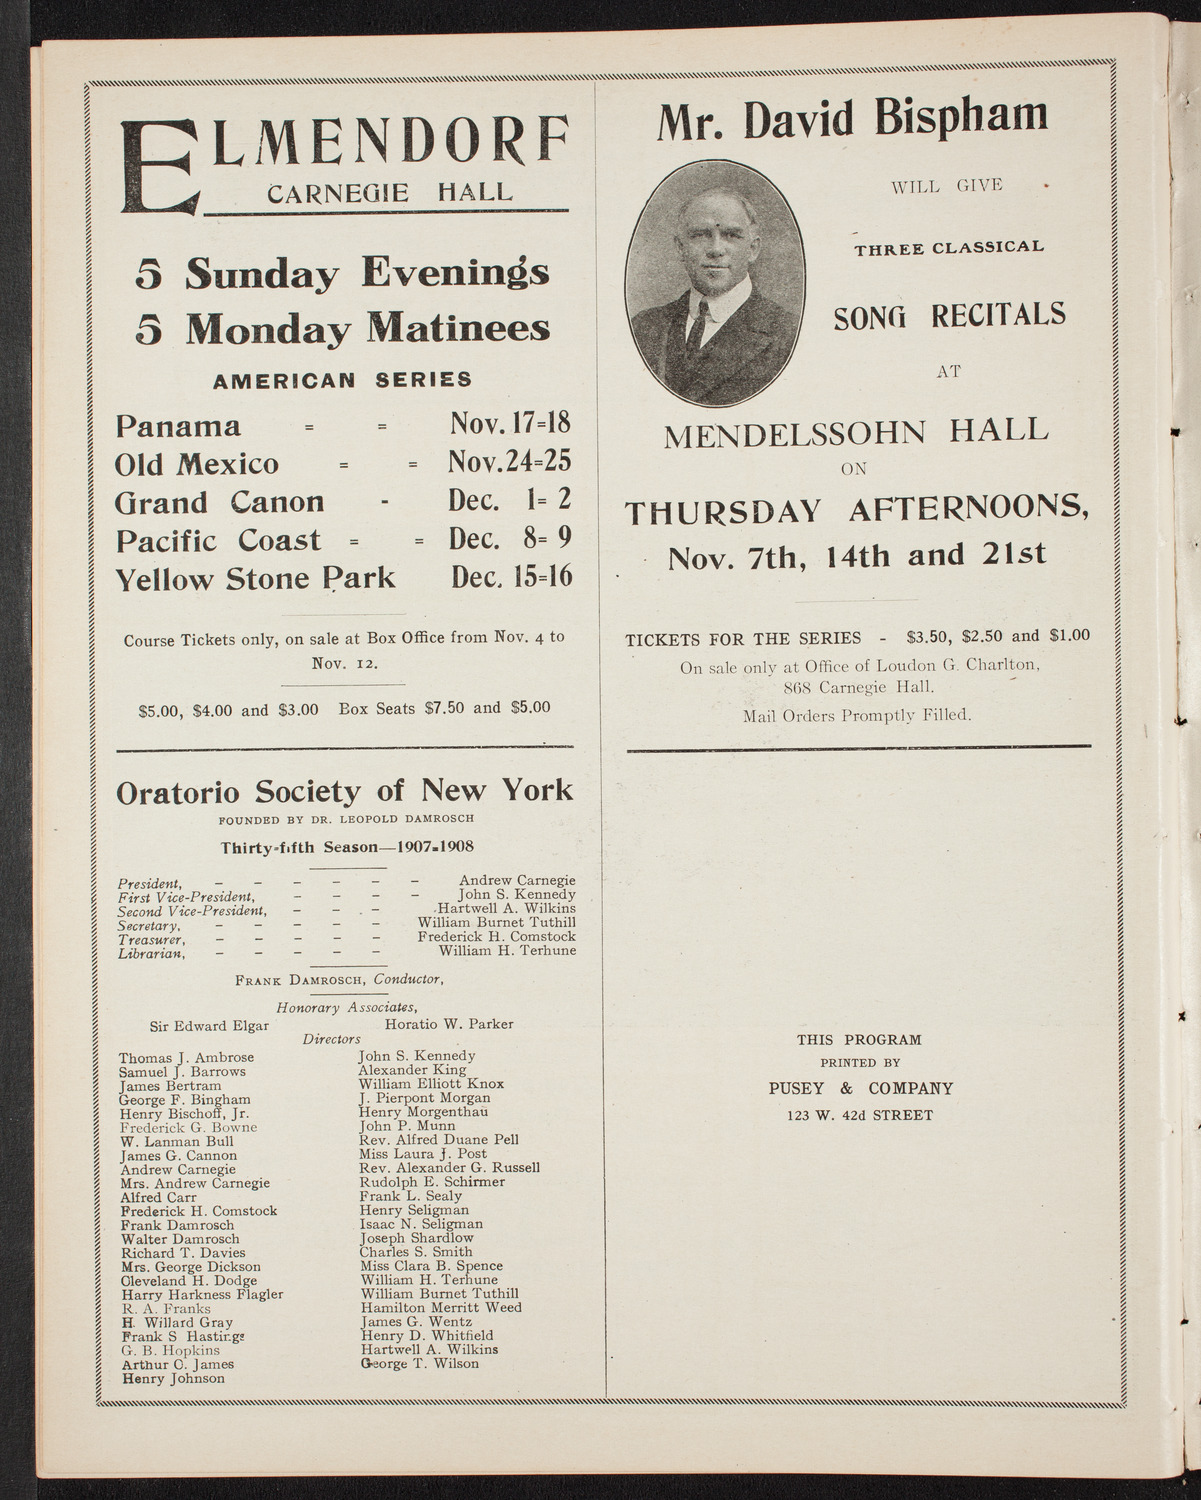 ELMENDORF
CARNEGIE HALL
5 Sunday Evenings
5 Monday Matinees
AMERICAN SERIES
Panama = = Nov. 17=18
Old Mexico = = Nov. 24=25
Grand Canon - Dec. 1= 2
Pacific Coast = = Dec. 8= 9
Yellow Stone Park Dec. 15=16
Course Tickets only, on sale at Box Office from Nov. 4 to
Nov. 12.
$5.00, $4.00 and $3.00 Box Seats $7.50 and $5.00
Oratorio Society of New York
FOUNDED BY DR. LEOPOLD DAMROSCH
Thirty-fifth Season—1907-1908
President, – – – – – – Andrew Carnegie
First Vice-President, – – – – John S. Kennedy
Second Vice-President, – – – Hartwell A. Wilkins
Secretary, – – – – – William Burnet Tuthill
Treasurer, – – – – – Frederick H. Comstock
Librarian, – – – – – William H. Terhune
FRANK DAMROSCH, Conductor,
Honorary Associates,
Sir Edward Elgar Horatio W. Parker
Directors
Thomas J. Ambrose
Samuel J. Barrows
James Bertram
George F. Bingham
Henry Bischoff, Jr.
Frederick G. Bowne
W. Lanman Bull
James G. Cannon
Andrew Carnegie
Mrs. Andrew Carnegie
Alfred Carr
Frederick H. Comstock
Frank Damrosch
Walter Damrosch
Richard T. Davies
Mrs. George Dickson
Cleveland H. Dodge
Harry Harkness Flagler
R. A. Franks
H. Willard Gray
Frank S Hastings
G. B. Hopkins
Arthur C. James
Henry Johnson
John S. Kennedy
Alexander King
William Elliott Knox
J. Pierpont Morgan
Henry Morgenthau
John P. Munn
Rev. Alfred Duane Pell
Miss Laura J. Post
Rev. Alexander G. Russell
Rudolph E. Schirmer
Frank L. Sealy
Henry Seligman
Isaac N. Seligman
Joseph Shardlow
Charles S. Smith
Miss Clara B. Spence
William H. Terhune
William Burnet Tuthill
Hamilton Merritt Weed
James G. Wentz
Henry D. Whitfield
Hartwell A. Wilkins
George T. Wilson
Mr. David Bispham
WILL GIVE
THREE CLASSICAL
SONG RECITALS
AT
MENDELSSOHN HALL
ON
THURSDAY AFTERNOONS,
Nov. 7th, 14th and 21st
TICKETS FOR THE SERIES - $3.50, $2.50 and $1.00
On sale only at Office of Loudon G. Charlton,
868 Carnegie Hall.
Mail Orders Promptly Filled.
THIS PROGRAM
PRINTED BY
PUSEY & COMPANY
123 W. 42d STREET